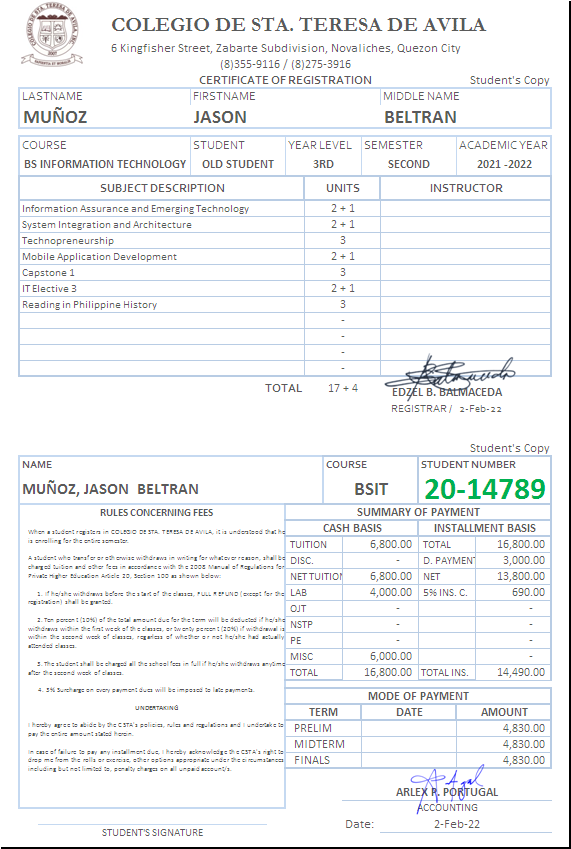 COLEGIO DE STA. TERESA DE AVILA
6 Kingfisher Street, Zabarte Subdivision, Novaliches, Quezon City
(8)355-9116 / (8)275-3916
CERTIFICATE OF REGISTRATION Student's Copy
LASTNAME FIRSTNAME MIDDLE NAME
MUÑOZ JASON BELTRAN
COURSE STUDENT YEAR LEVEL SEMESTER ACADEMIC YEAR
BS INFORMATION TECHNOLOGY OLD STUDENT 3RD SECOND 2021 -2022
SUBJECT DESCRIPTION UNITS INSTRUCTOR
Information Assurance and Emerging Technology 2 + 1
System Integration and Architecture 2 + 1
Technopreneurship 3
Mobile Application Development 2 + 1
Capstone 1 3
IT Elective 3 2 + 1
Reading in Philippine History 3
-
-
-
-
TOTAL 17 + 4
EDZEL B. BALMACEDA
REGISTRAR / 2-Feb-22
Student's Copy
NAME COURSE STUDENT NUMBER
MUÑOZ, JASON BELTRAN BSIT 20-14789
RULES CONCERNING FEES
When a student registers in COLEGIO DE STA. TERESA DE AVILA, it is understood that he
is enrolling for the entire semester.
A student who transfer or otherwise withdraws in writing for whatever reason, shall be
charged tuition and other fees in accordance with the 2008 Manual of Regulations for
Private Higher Education Article 20, Section 100 as shown below:
1. If he/she withdraws before the start of the classes, FULL REFUND (except for the
registration) shall be granted.
2. Ten percent (10%) of the total amount due for the term will be deducted if he/she
withdraws within the first week of the classes, or twenty percent (20%) if withdrawal is
within the second week of classes, regaless of whether or not he/she had actually
attended classes.
3. The student shall be charged all the school fees in full if he/she withdraws anytime
after the second week of classes.
4. 5% Surcharge on every payment dues will be imposed to late payments.
UNDERTAKING
I hereby agree to abide by the CSTA's policies, rules and regulations and I undertake to
pay the entire amount stated herein.
In case of failure to pay any installment due, I hereby acknowledge the CSTA's right to
drop me from the rolls or exercise, other options appropriate under the circumstances
including but not limited to, penalty charges on all unpaid account/s.
SUMMARY OF PAYMENT
CASH BASIS INSTALLMENT BASIS
TUITION 6,800.00 TOTAL 16,800.00
DISC. - D. PAYMENT 3,000.00
NET TUITION 6,800.00 NET 13,800.00
LAB 4,000.00 5% INS. C. 690.00
OJT - -
NSTP - -
PE - -
MISC 6,000.00 -
TOTAL 16,800.00 TOTAL INS. 14,490.00
MODE OF PAYMENT
TERM DATE AMOUNT
PRELIM 4,830.00
MIDTERM 4,830.00
FINALS 4,830.00
ARLEX P. PORTUGAL
ACCOUNTING
STUDENT'S SIGNATURE
Date: 2-Feb-22